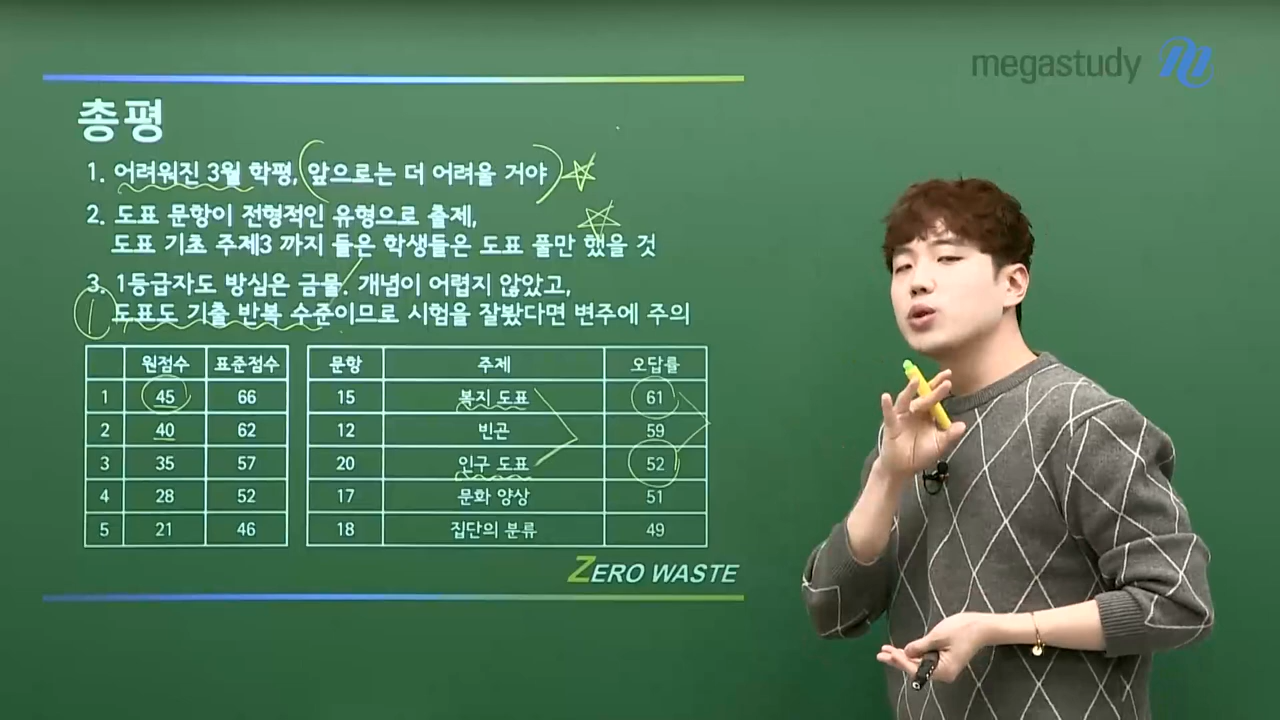 megastudy
총평
1. 어려워진 3월 학평, (앞으로는 더 어려울 거야)
2. 도표 문항이 전형적인 유형으로 출제,
도표 기초 주제3 까지 들은 학생들은 도표 풀만 했을 것
3. 1등급자도 방심은 금물. 개념이 어렵지 않았고,
도표도 기출 반복 수준이므로 시험을 잘봤다면 변주에 주의
원점수 표준점수
1 45 66
2 40 62
3 35 57
4 28 52
5 21 46
문항 주제 오답률
15 복지 도표 61
12 빈곤 59
20 인구 도표 52
17 문화 양상 51
18 집단의 분류 49
ZERO WASTE